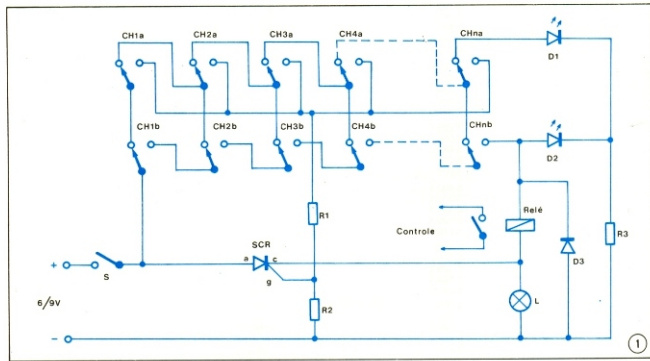 CH1a CH2a CH3a CH4a CHna
D1
CH1b CH2b CH3b CH4b CHnb
D2
R1
Controle
Relé
D3
R3
SCR
a c
g
+
S
6/9V
R2
L
−
1